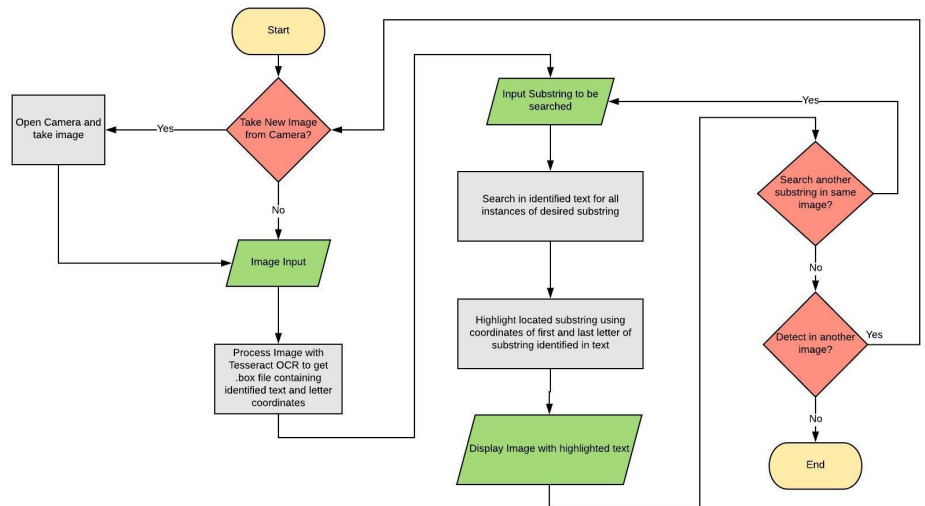 Start
Take New Image
from Camera?
Yes
Open Camera and
take image
No
Image Input
Process Image with
Tesseract OCR to get
.box file containing
identified text and letter
coordinates
Input Substring to be
searched
Search in identified text for all
instances of desired substring
Highlight located substring using
coordinates of first and last letter of
substring identified in text
Display Image with highlighted text
Yes
Search another
substring in same
image?
No
Detect in another
image?
Yes
No
End